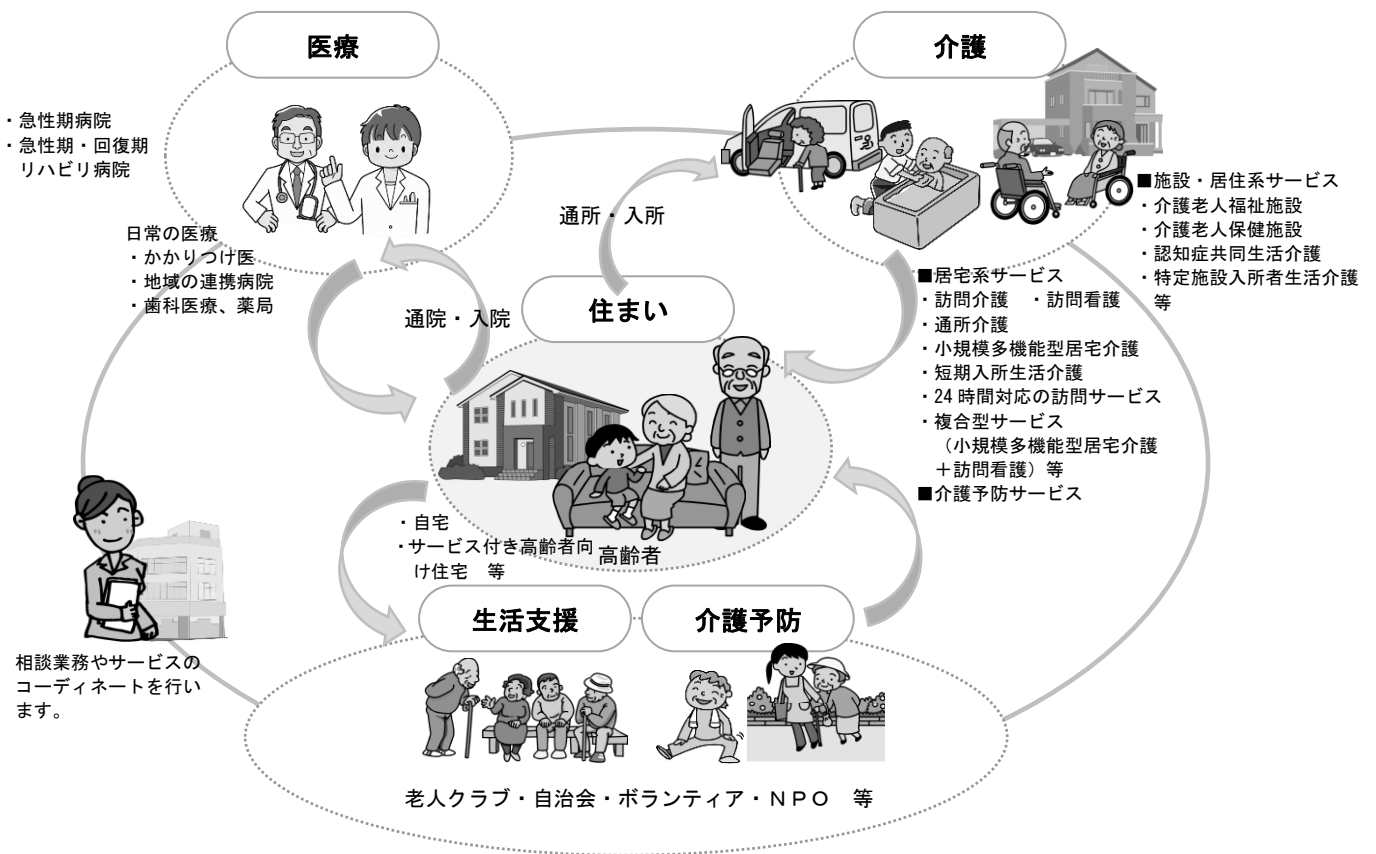 医療
・急性期病院
・急性期・回復期
リハビリ病院
日常の医療
・かかりつけ医
・地域の連携病院
・歯科医療、薬局
介護
■施設・居住系サービス
・介護老人福祉施設
・介護老人保健施設
・認知症共同生活介護
・特定施設入所者生活介護
等
通所・入所
■居宅系サービス
・訪問介護　・訪問看護
・通所介護
・小規模多機能型居宅介護
・短期入所生活介護
・24 時間対応の訪問サービス
・複合型サービス
（小規模多機能型居宅介護
＋訪問看護）等
■介護予防サービス
通院・入院
住まい
・自宅
・サービス付き高齢者向
け住宅　等
高齢者
相談業務やサービスの
コーディネートを行い
ます。
生活支援
介護予防
老人クラブ・自治会・ボランティア・ＮＰＯ　等